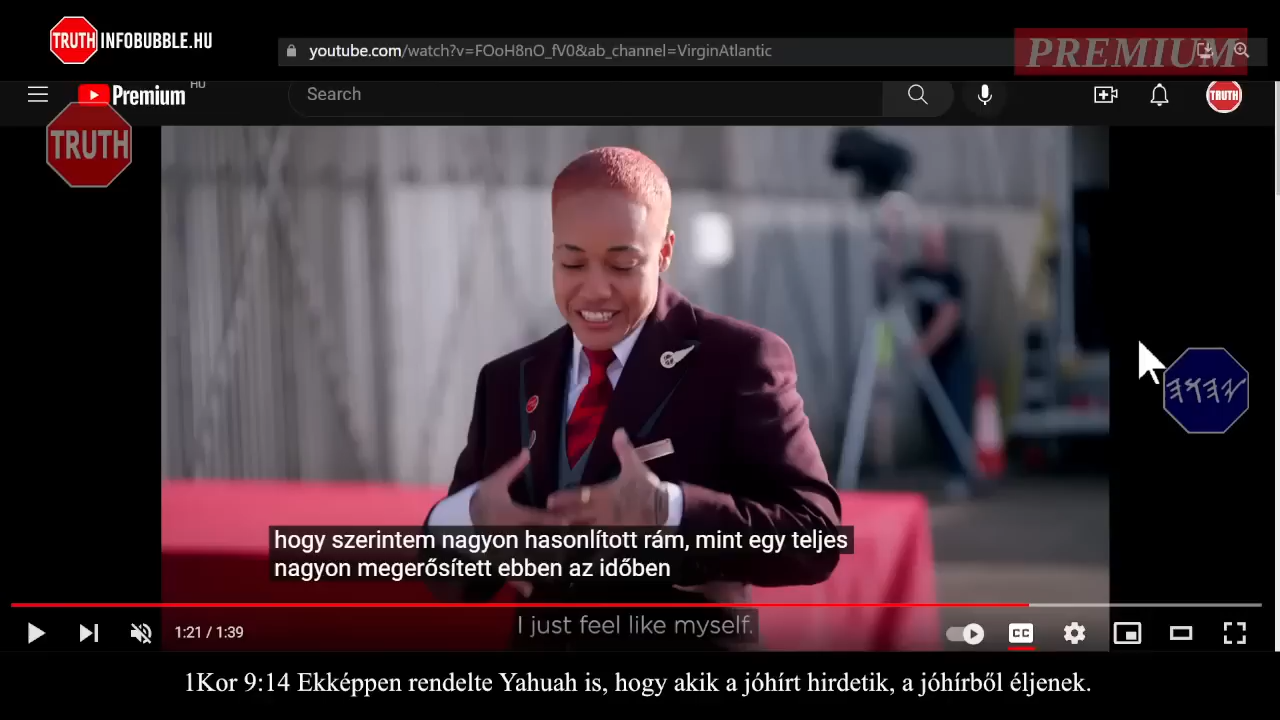 TRUTH INFOBUBBLE.HU
youtube.com/watch?v=FOoH8nO_fV0&ab_channel=VirginAtlantic
PREMIUM
Premium HU
Search
TRUTH
TRUTH
𐤉𐤄𐤅𐤄
hogy szerintem nagyon hasonlított rám, mint egy teljes
nagyon megerősített ebben az időben
I just feel like myself.
1:21 / 1:39
CC
1Kor 9:14 Ekképpen rendelte Yahuah is, hogy akik a jóhírt hirdetik, a jóhírből éljenek.